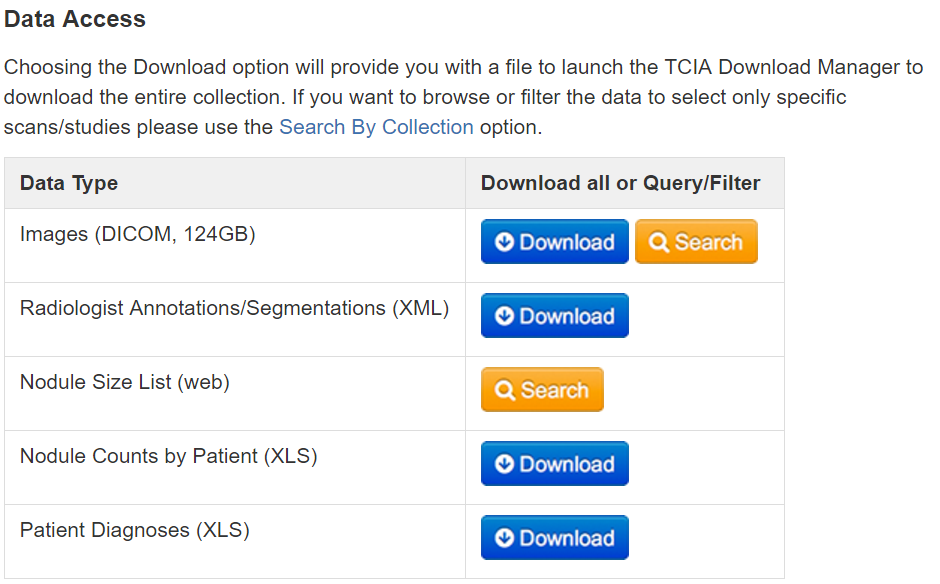 Data Access
Choosing the Download option will provide you with a file to launch the TCIA Download Manager to
download the entire collection. If you want to browse or filter the data to select only specific
scans/studies please use the Search By Collection option.
Data Type
Download all or Query/Filter
Images (DICOM, 124GB)
Download
Search
Radiologist Annotations/Segmentations (XML)
Download
Nodule Size List (web)
Search
Nodule Counts by Patient (XLS)
Download
Patient Diagnoses (XLS)
Download